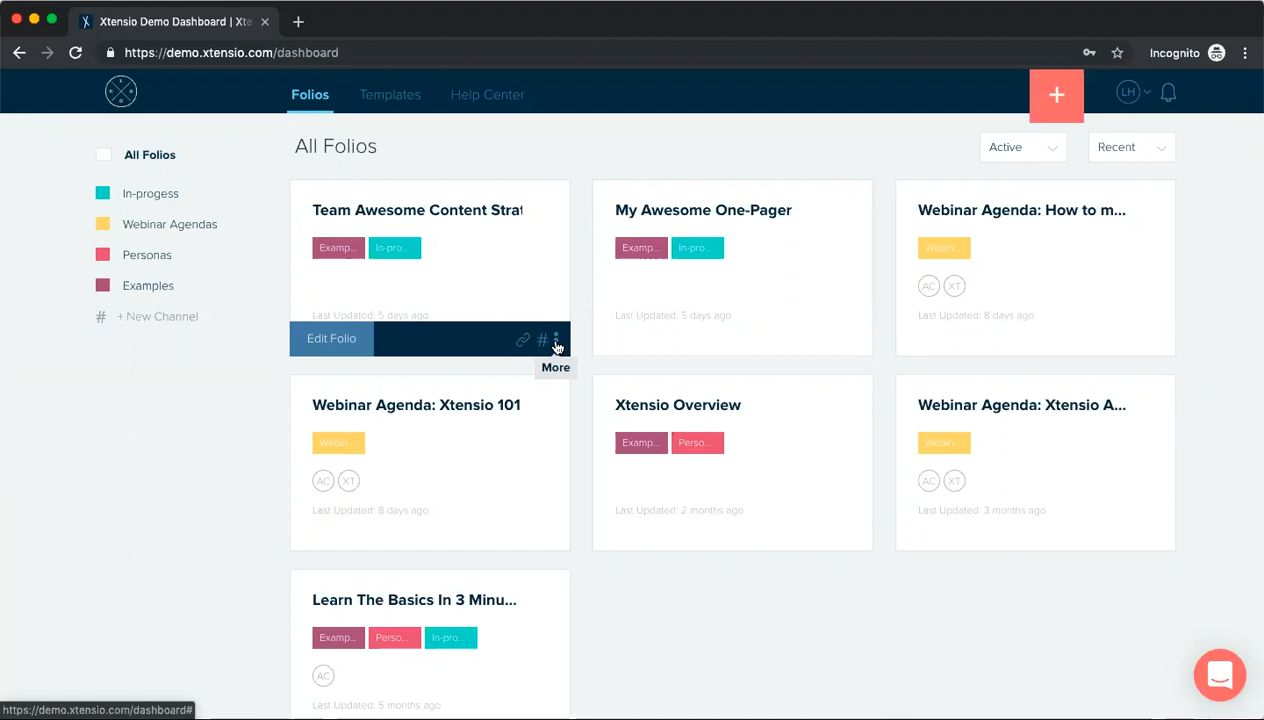 Xtensio Demo Dashboard | Xte
https://demo.xtensio.com/dashboard
Incognito
Folios Templates Help Center
+
LH
All Folios
In-progess
Webinar Agendas
Personas
Examples
# + New Channel
All Folios
Active
Recent
Team Awesome Content Strat
Examp... In-pro...
Last Updated: 5 days ago
Edit Folio
#
More
My Awesome One-Pager
Examp... In-pro...
Last Updated: 5 days ago
Webinar Agenda: How to m...
Webin...
AC XT
Last Updated: 8 days ago
Webinar Agenda: Xtensio 101
Webin...
AC XT
Last Updated: 8 days ago
Xtensio Overview
Examp... Perso...
Last Updated: 2 months ago
Webinar Agenda: Xtensio A...
Webin...
AC XT
Last Updated: 3 months ago
Learn The Basics In 3 Minu...
Examp... Perso... In-pro...
AC
Last Updated: 5 months ago
https://demo.xtensio.com/dashboard#